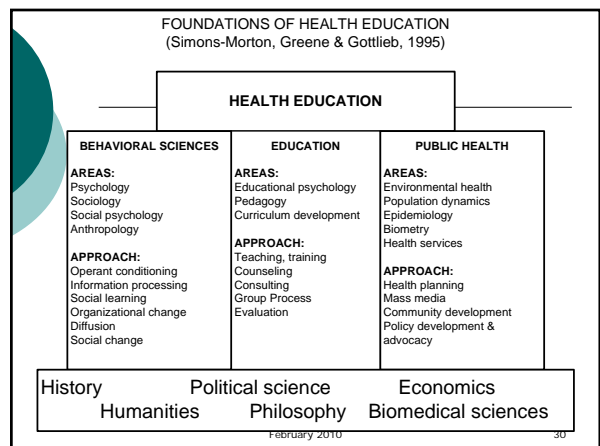 FOUNDATIONS OF HEALTH EDUCATION
(Simons-Morton, Greene & Gottlieb, 1995)
HEALTH EDUCATION
BEHAVIORAL SCIENCES
AREAS:
Psychology
Sociology
Social psychology
Anthropology
APPROACH:
Operant conditioning
Information processing
Social learning
Organizational change
Diffusion
Social change
EDUCATION
AREAS:
Educational psychology
Pedagogy
Curriculum development
APPROACH:
Teaching, training
Counseling
Consulting
Group Process
Evaluation
PUBLIC HEALTH
AREAS:
Environmental health
Population dynamics
Epidemiology
Biometry
Health services
APPROACH:
Health planning
Mass media
Community development
Policy development &
advocacy
History Political science Economics
Humanities Philosophy Biomedical sciences
February 2010 30